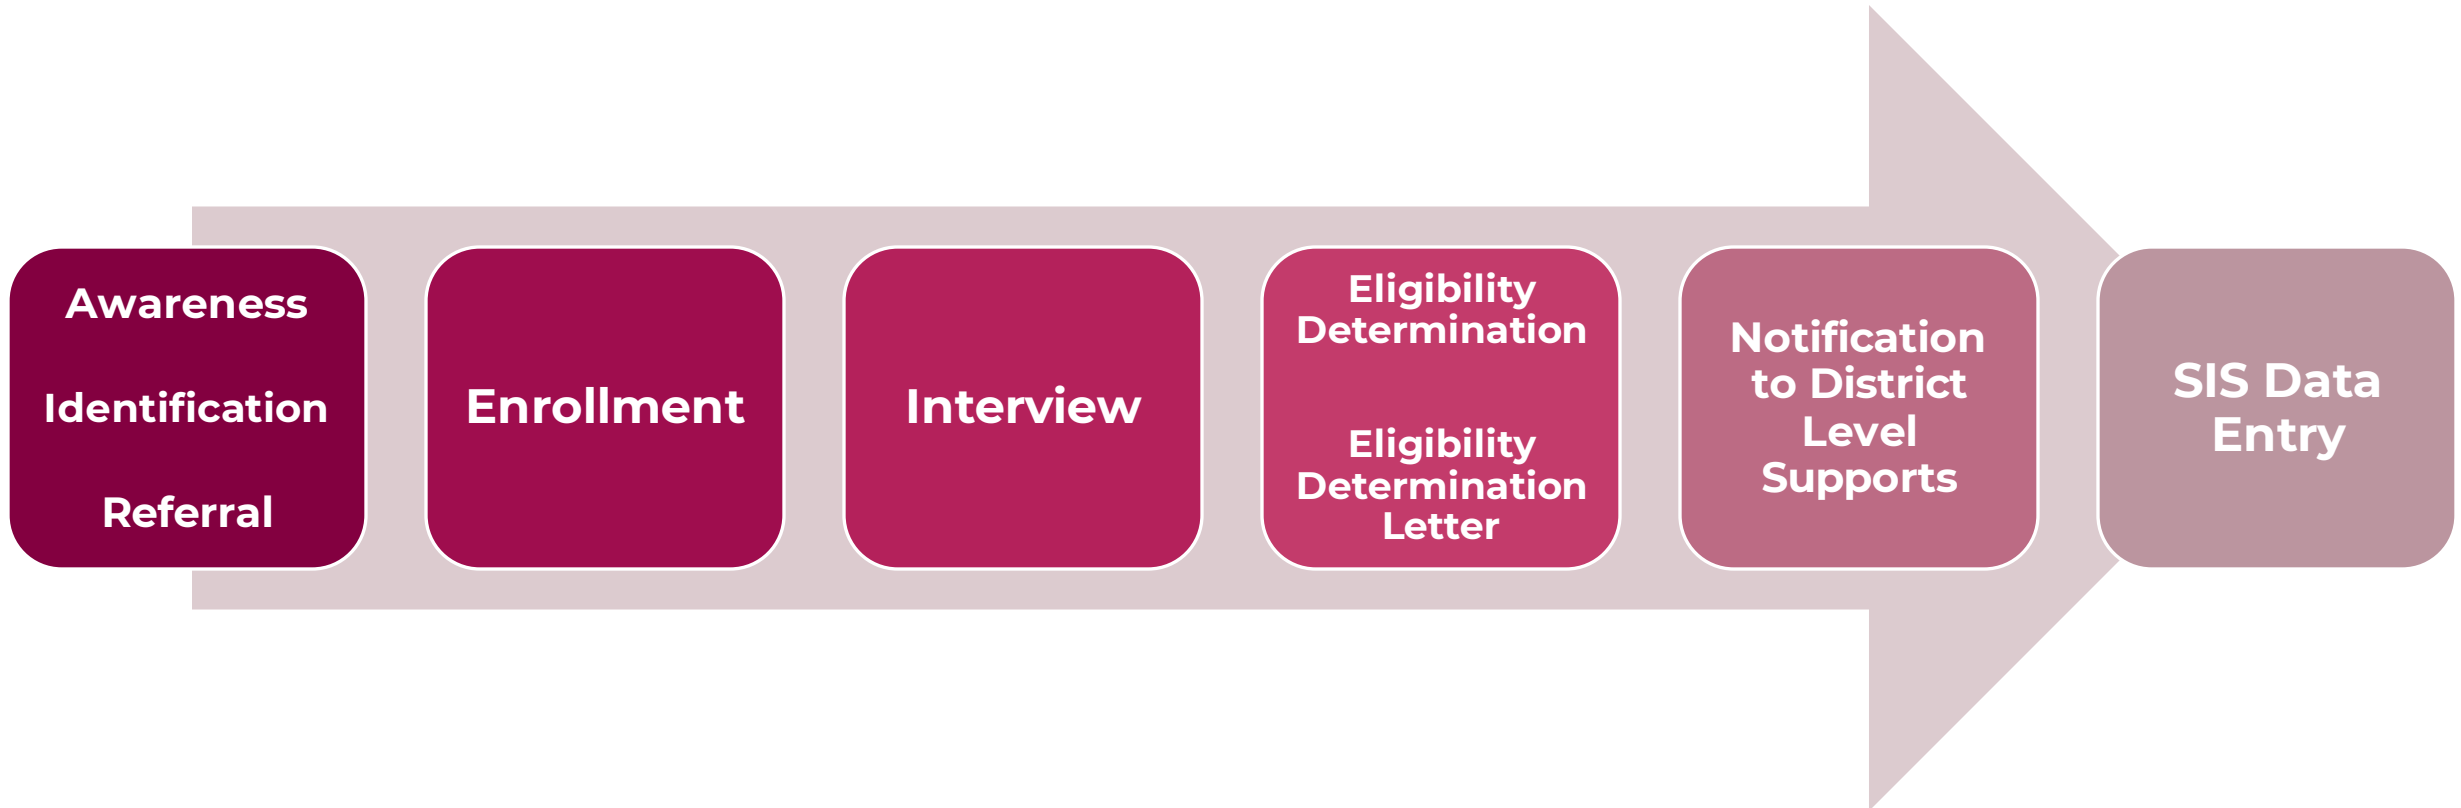 Awareness
Identification
Referral
Enrollment
Interview
Eligibility
Determination
Eligibility
Determination
Letter
Notification
to District
Level
Supports
SIS Data
Entry